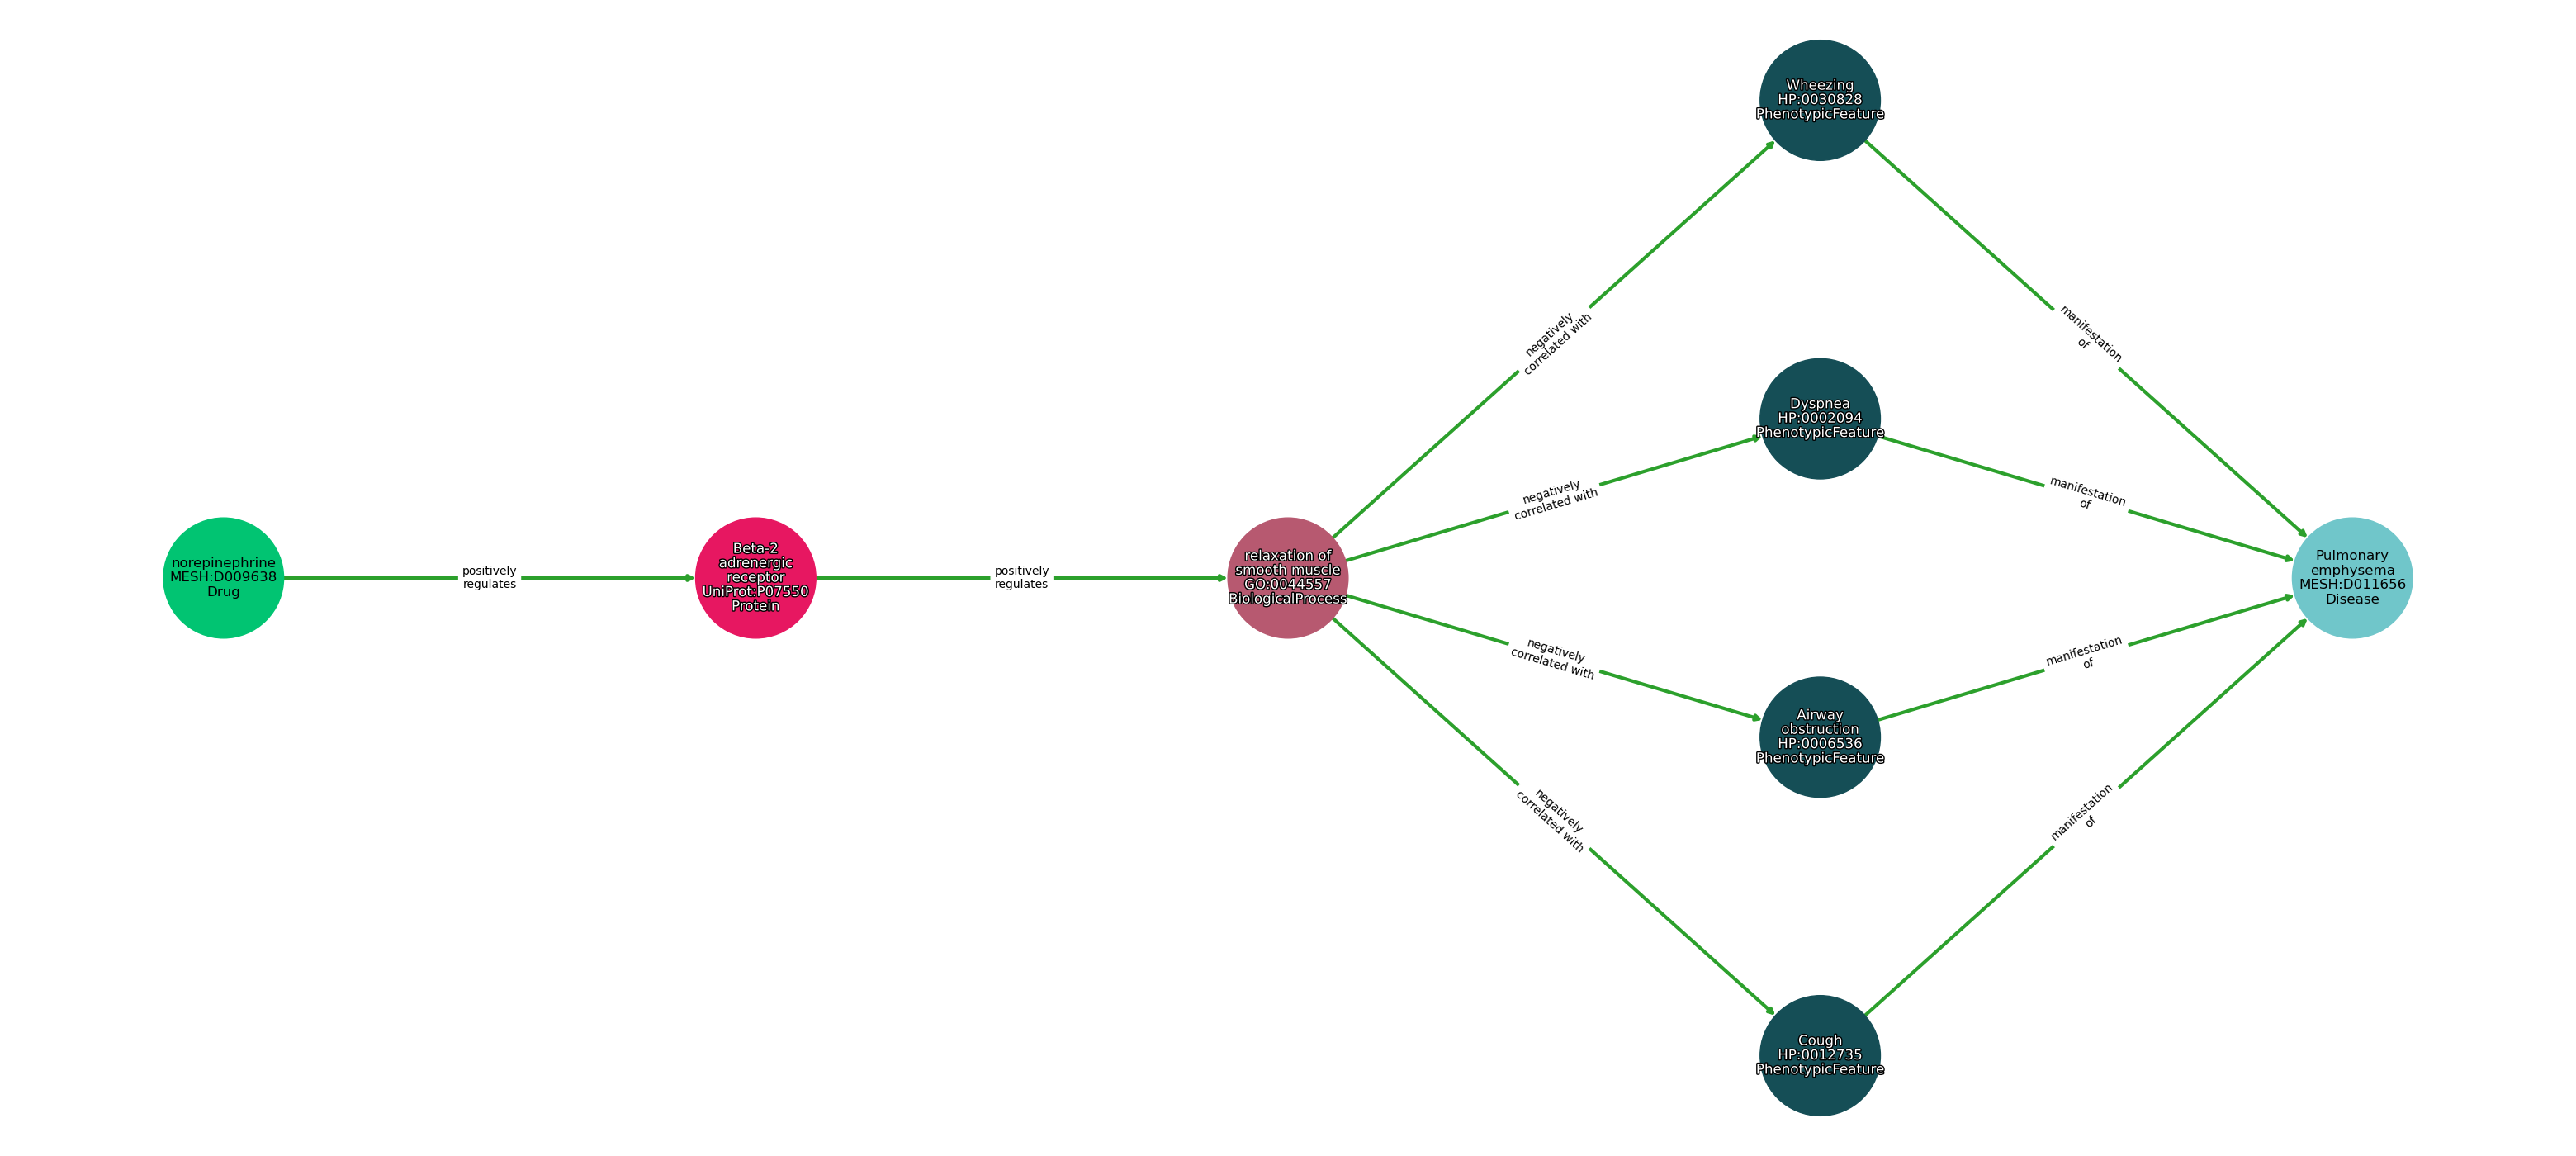 norepinephrine
MESH:D009638
Drug
positively
regulates
Beta-2
adrenergic
receptor
UniProt:P07550
Protein
positively
regulates
relaxation of
smooth muscle
GO:0044557
BiologicalProcess
negatively
correlated with
negatively
correlated with
negatively
correlated with
negatively
correlated with
Wheezing
HP:0030828
PhenotypicFeature
Dyspnea
HP:0002094
PhenotypicFeature
Airway
obstruction
HP:0006536
PhenotypicFeature
Cough
HP:0012735
PhenotypicFeature
manifestation
of
manifestation
of
manifestation
of
manifestation
of
Pulmonary
emphysema
MESH:D011656
Disease